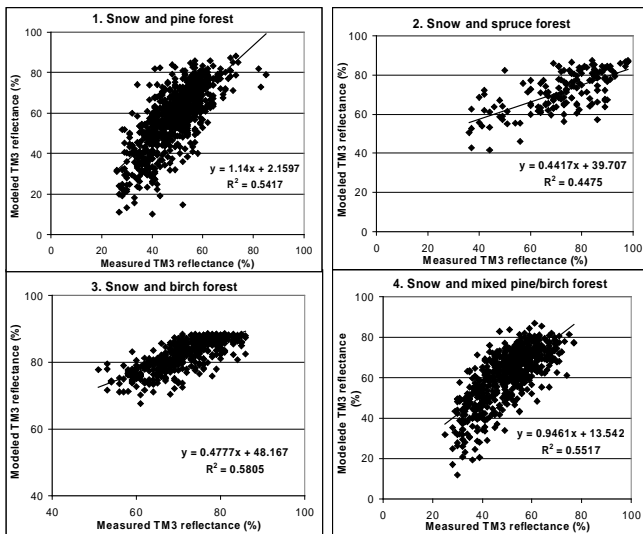 1. Snow and pine forest
Modeled TM3 reflectance (%)
100
80
60
40
20
0
y = 1.14x + 2.1597
R² = 0.5417
0 20 40 60 80 100
Measured TM3 reflectance (%)
2. Snow and spruce forest
Modeled TM3 reflectance (%)
100
80
60
40
20
0
y = 0.4417x + 39.707
R² = 0.4475
0 20 40 60 80 100
Measured TM3 reflectance (%)
3. Snow and birch forest
Modeled TM3 reflectance (%)
100
80
60
40
y = 0.4777x + 48.167
R² = 0.5805
40 60 80 100
Measured TM3 reflectance (%)
4. Snow and mixed pine/birch forest
Modelede TM3 reflectance
(%)
100
80
60
40
20
0
y = 0.9461x + 13.542
R² = 0.5517
0 20 40 60 80 100
Measured TM3 reflectance (%)